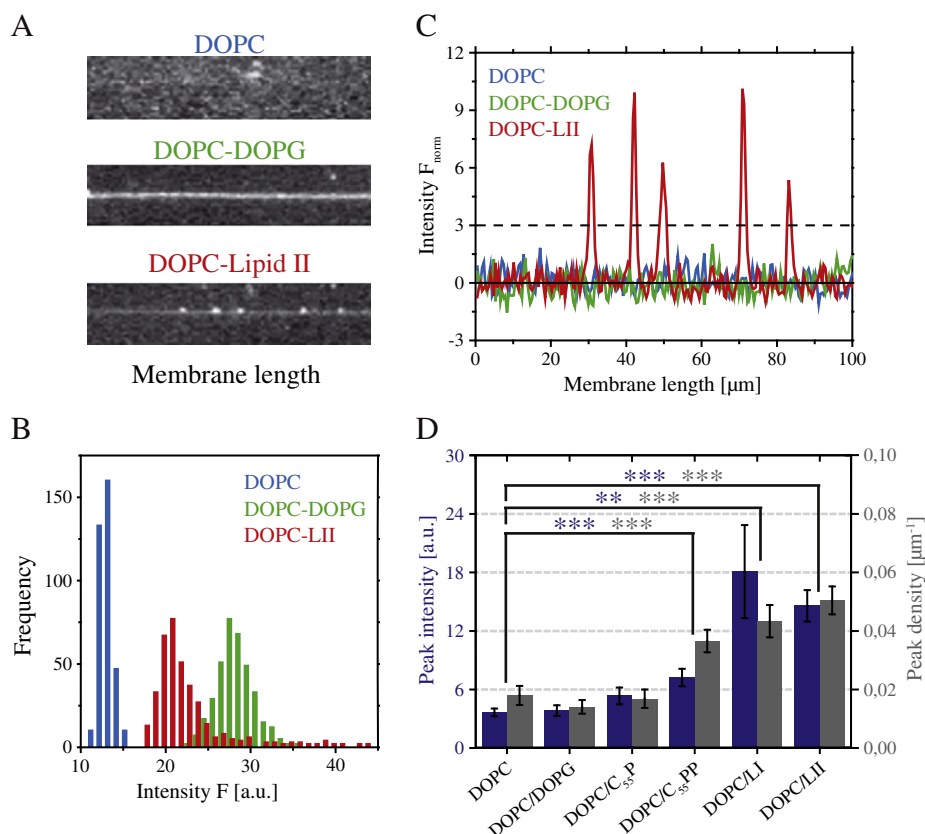 A
DOPC
DOPC-DOPG
DOPC-Lipid II
Membrane length
B
DOPC
DOPC-DOPG
DOPC-LII
Frequency
150
100
50
0
10 20 30 40
Intensity F [a.u.]
C
DOPC
DOPC-DOPG
DOPC-LII
Intensity F_norm
12
9
6
3
0
-3
0 20 40 60 80 100
Membrane length [µm]
D
Peak intensity [a.u.]
30
24
18
12
6
0
*** ***
** ***
*** ***
0,10
0,08
0,06
0,04
0,02
0,00
Peak density [µm⁻¹]
DOPC
DOPC/DOPG
DOPC/C₅₅P
DOPC/C₅₅PP
DOPC/LI
DOPC/LII